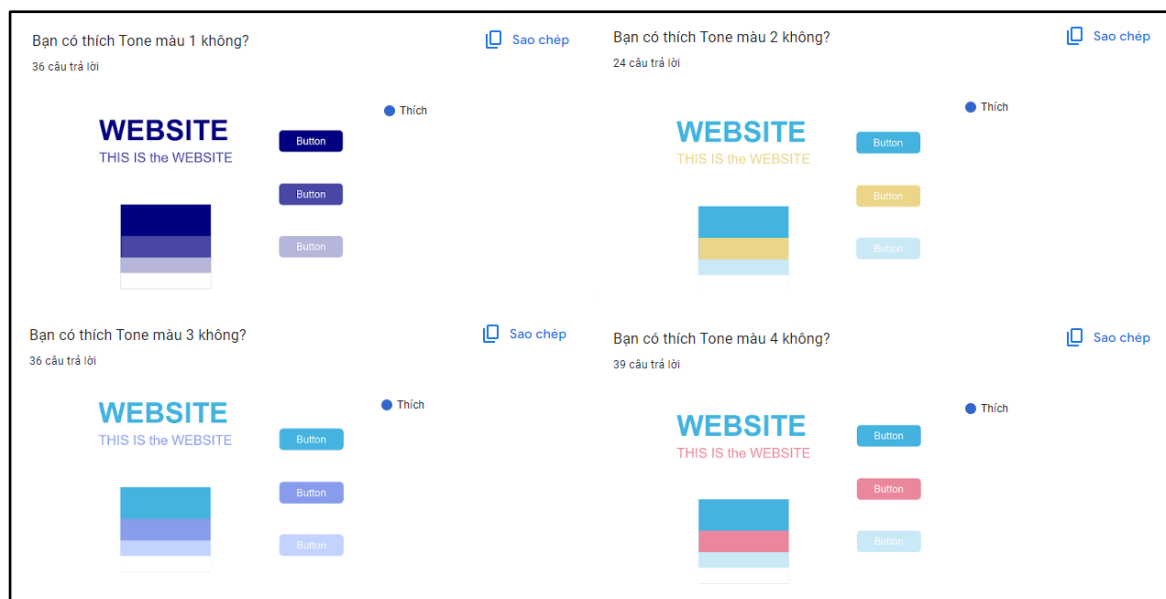 Bạn có thích Tone màu 1 không?
Sao chép
36 câu trả lời
Thích
WEBSITE
THIS IS the WEBSITE
Button
Button
Button
Bạn có thích Tone màu 2 không?
Sao chép
24 câu trả lời
Thích
WEBSITE
THIS IS the WEBSITE
Button
Button
Button
Bạn có thích Tone màu 3 không?
Sao chép
36 câu trả lời
Thích
WEBSITE
THIS IS the WEBSITE
Button
Button
Button
Bạn có thích Tone màu 4 không?
Sao chép
39 câu trả lời
Thích
WEBSITE
THIS IS the WEBSITE
Button
Button
Button